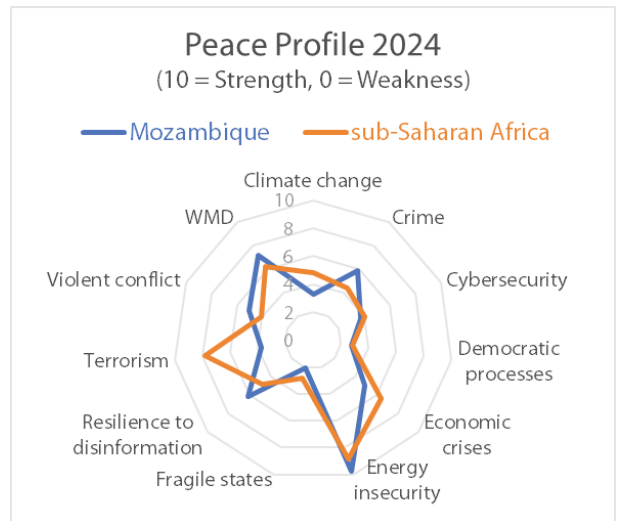 Peace Profile 2024
(10 = Strength, 0 = Weakness)
Mozambique
sub-Saharan Africa
Climate change
10
8
6
4
2
0
Crime
Cybersecurity
Democratic
processes
Economic
crises
Energy
insecurity
Fragile states
Resilience to
disinformation
Terrorism
Violent conflict
WMD